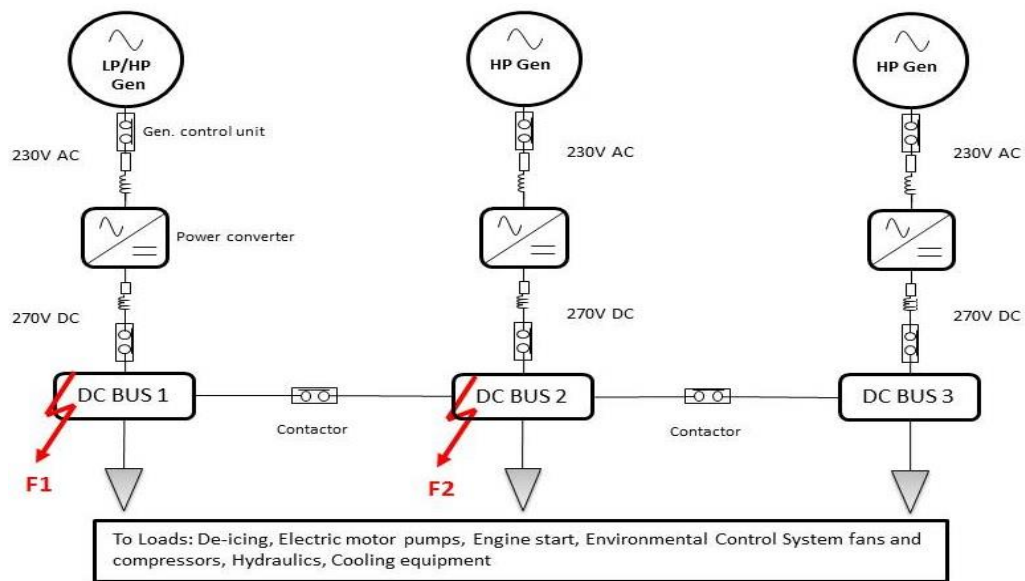 LP/HP
Gen
HP Gen
HP Gen
Gen. control unit
230V AC
230V AC
230V AC
Power converter
270V DC
270V DC
270V DC
DC BUS 1
DC BUS 2
DC BUS 3
Contactor
Contactor
F1
F2
To Loads: De-icing, Electric motor pumps, Engine start, Environmental Control System fans and
compressors, Hydraulics, Cooling equipment